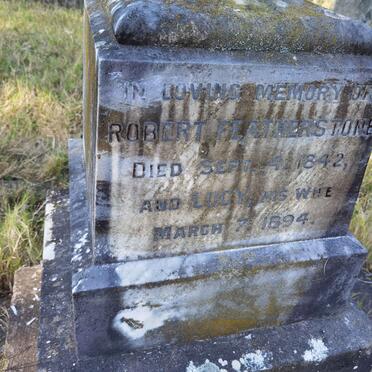 IN LOVING MEMORY OF
ROBERT FEATHERSTONE
DIED SEPT. 4, 1842,
AND LUCY, HIS WIFE
MARCH 7, 1894.